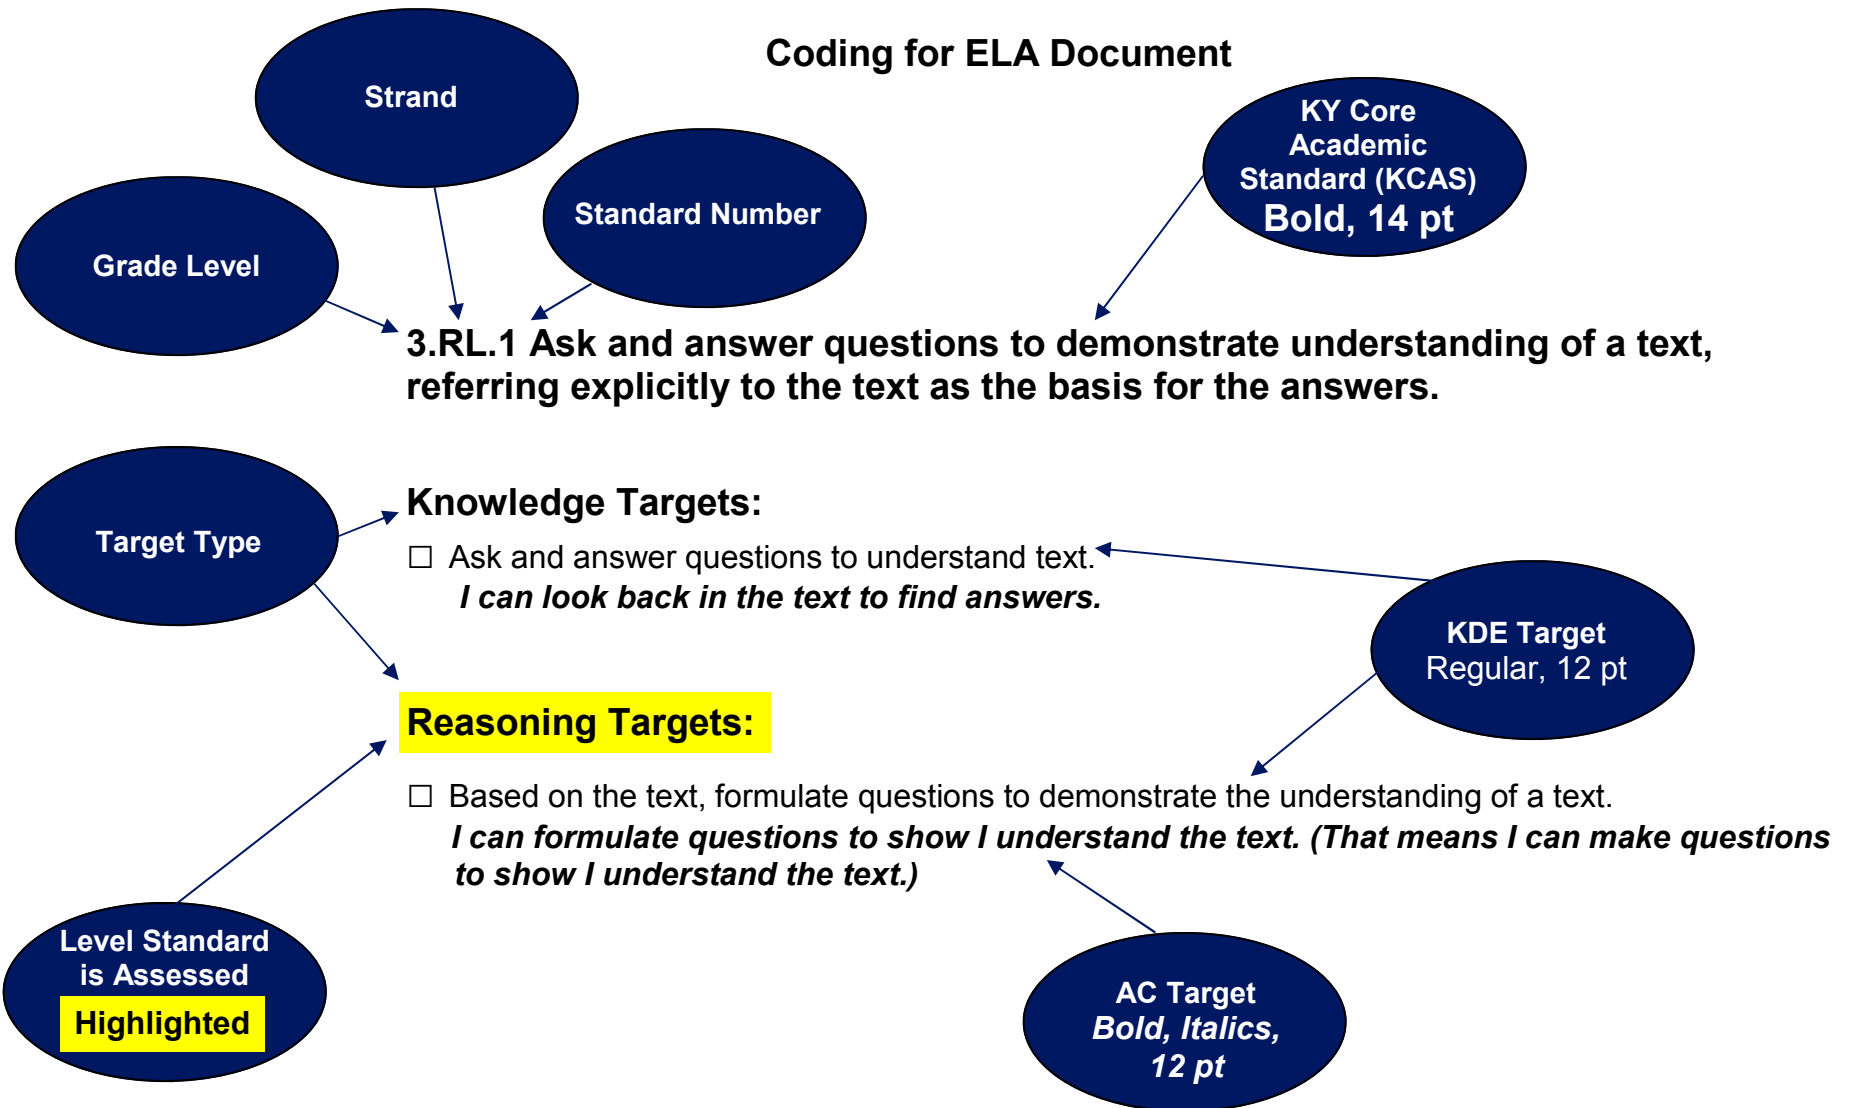 Coding for ELA Document
Strand
KY Core
Academic
Standard (KCAS)
Bold, 14 pt
Standard Number
Grade Level
3.RL.1 Ask and answer questions to demonstrate understanding of a text,
referring explicitly to the text as the basis for the answers.
Target Type
Knowledge Targets:
☐ Ask and answer questions to understand text.
I can look back in the text to find answers.
KDE Target
Regular, 12 pt
Reasoning Targets:
☐ Based on the text, formulate questions to demonstrate the understanding of a text.
I can formulate questions to show I understand the text. (That means I can make questions
to show I understand the text.)
Level Standard
is Assessed
Highlighted
AC Target
Bold, Italics,
12 pt